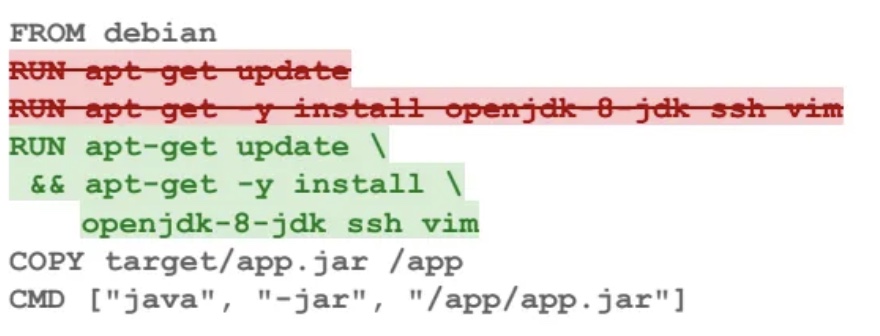 FROM debian
RUN apt-get update
RUN apt-get -y install openjdk-8-jdk ssh vim
RUN apt-get update \
&& apt-get -y install \
openjdk-8-jdk ssh vim
COPY target/app.jar /app
CMD ["java", "-jar", "/app/app.jar"]